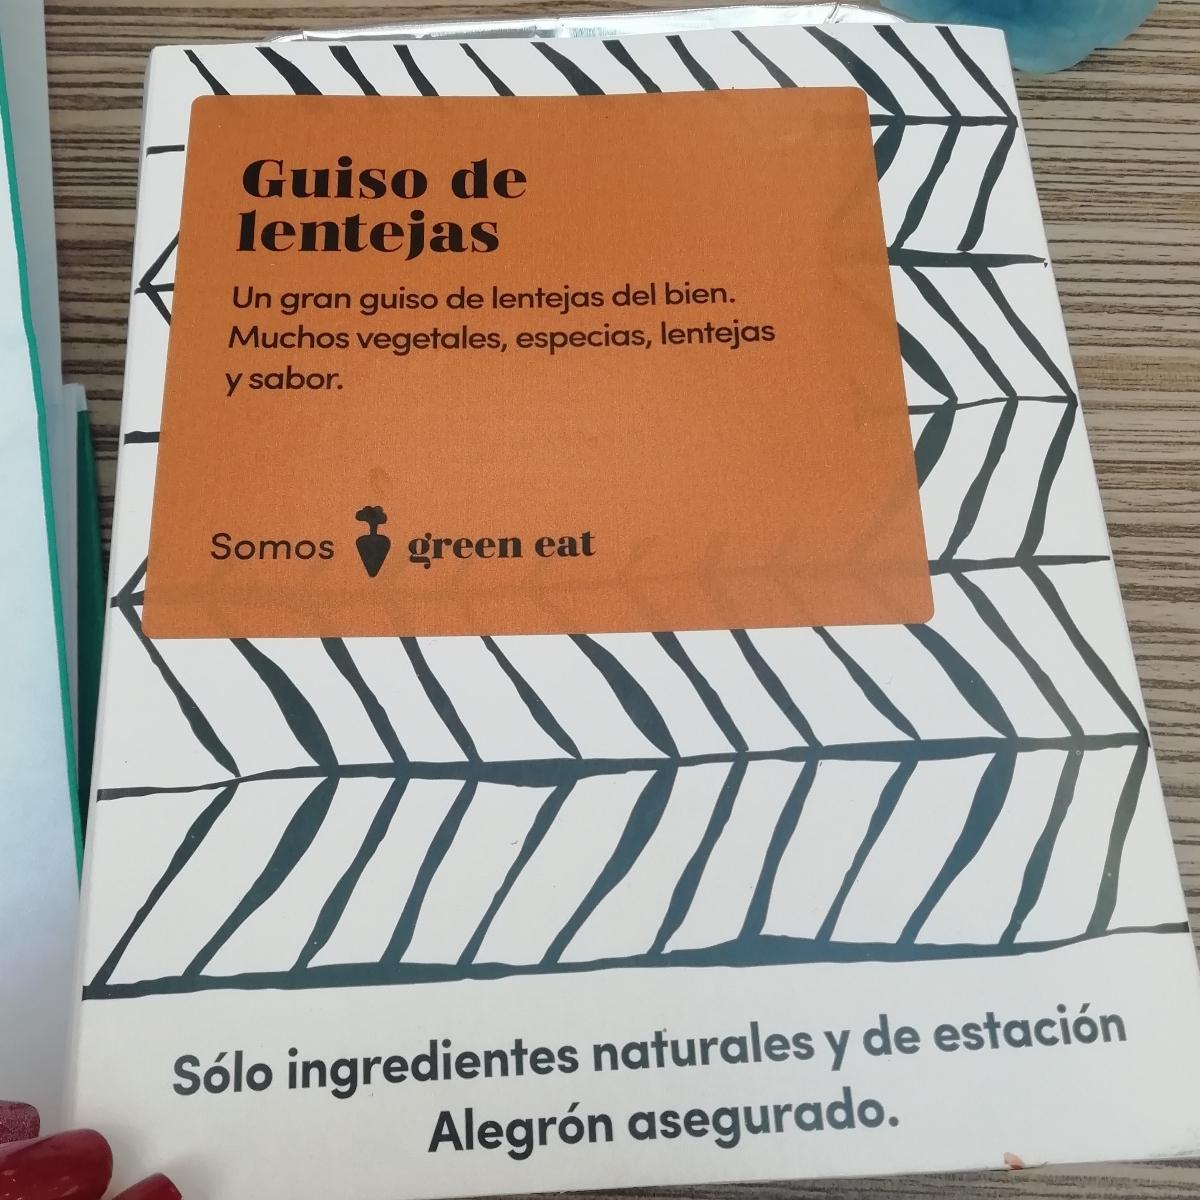 Guiso de
lentejas
Un gran guiso de lentejas del bien.
Muchos vegetales, especias, lentejas
y sabor.
Somos green eat
Sólo ingredientes naturales y de estación
Alegrón asegurado.